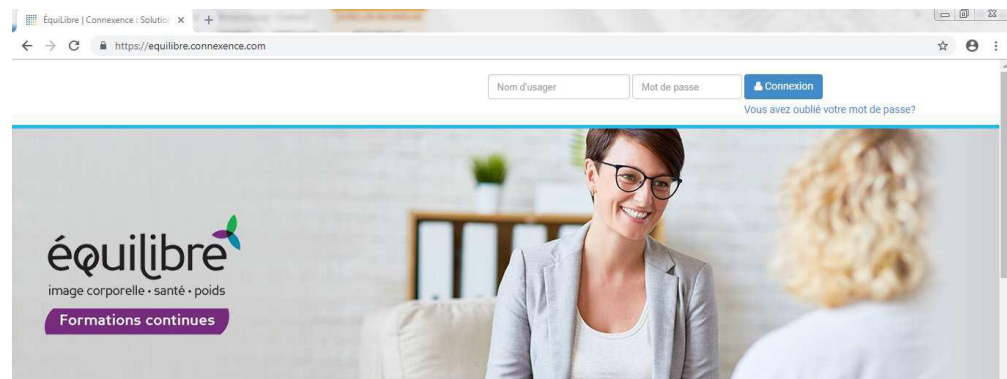 ÉquiLibre | Connexence : Solutio
https://equilibre.connexence.com
Nom d'usager
Mot de passe
Connexion
Vous avez oublié votre mot de passe?
équilibre
image corporelle • santé • poids
Formations continues